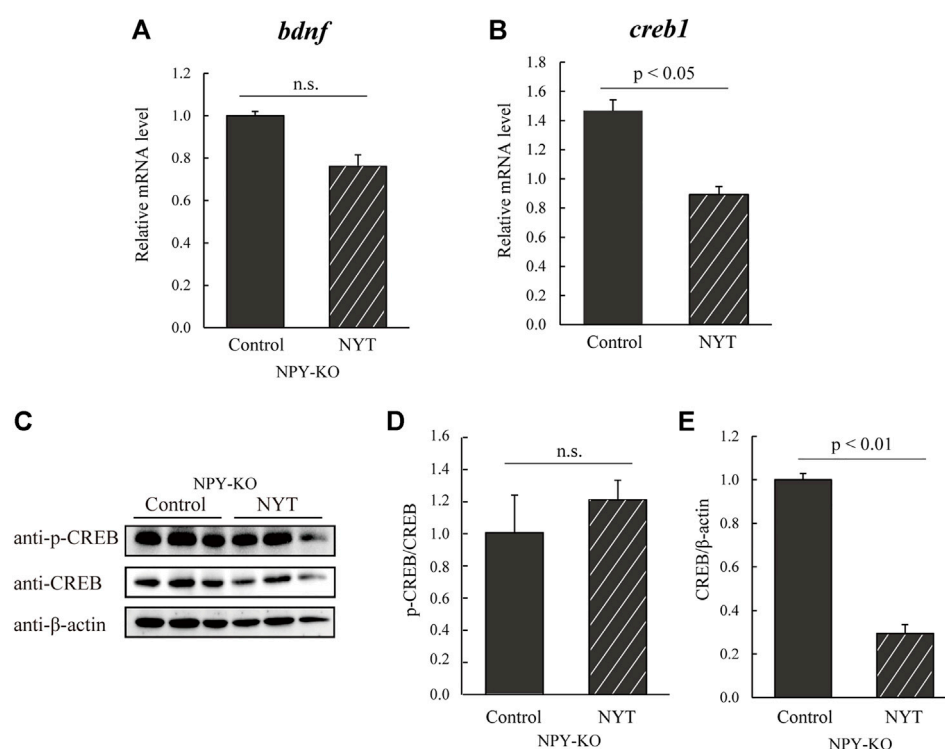 A
bdnf
Relative mRNA level
1.2
1.0
0.8
0.6
0.4
0.2
0.0
n.s.
Control NYT
NPY-KO
B
creb1
Relative mRNA level
1.8
1.6
1.4
1.2
1.0
0.8
0.6
0.4
0.2
0.0
p < 0.05
Control NYT
C
NPY-KO
Control NYT
anti-p-CREB
anti-CREB
anti-β-actin
D
p-CREB/CREB
1.6
1.4
1.2
1.0
0.8
0.6
0.4
0.2
0.0
n.s.
Control NYT
NPY-KO
E
CREB/β-actin
1.2
1.0
0.8
0.6
0.4
0.2
0.0
p < 0.01
Control NYT
NPY-KO